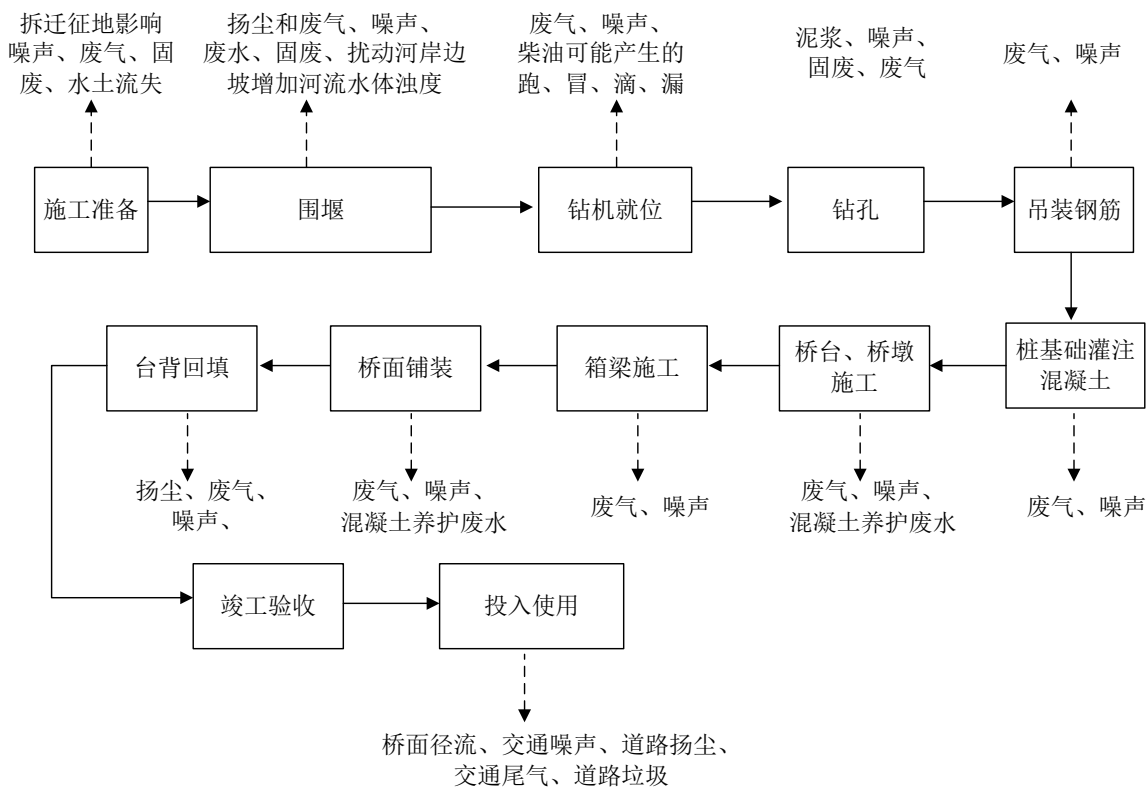 拆迁征地影响
噪声、废气、固
废、水土流失
扬尘和废气、噪声、
废水、固废、扰动河岸边
坡增加河流水体浊度
废气、噪声、
柴油可能产生的
跑、冒、滴、漏
泥浆、噪声、
固废、废气
废气、噪声
施工准备
围堰
钻机就位
钻孔
吊装钢筋
台背回填
桥面铺装
箱梁施工
桥台、桥墩
施工
桩基础灌注
混凝土
扬尘、废气、
噪声、
废气、噪声、
混凝土养护废水
废气、噪声
废气、噪声、
混凝土养护废水
废气、噪声
竣工验收
投入使用
桥面径流、交通噪声、道路扬尘、
交通尾气、道路垃圾